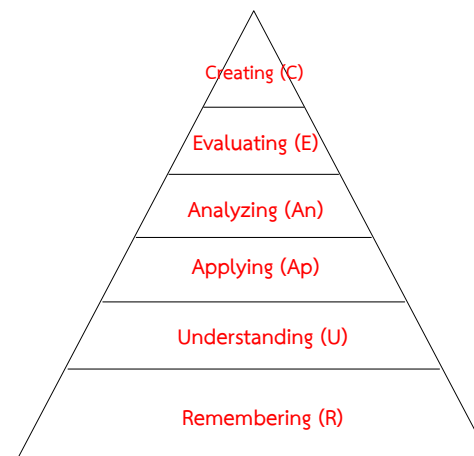 Creating (C)
Evaluating (E)
Analyzing (An)
Applying (Ap)
Understanding (U)
Remembering (R)